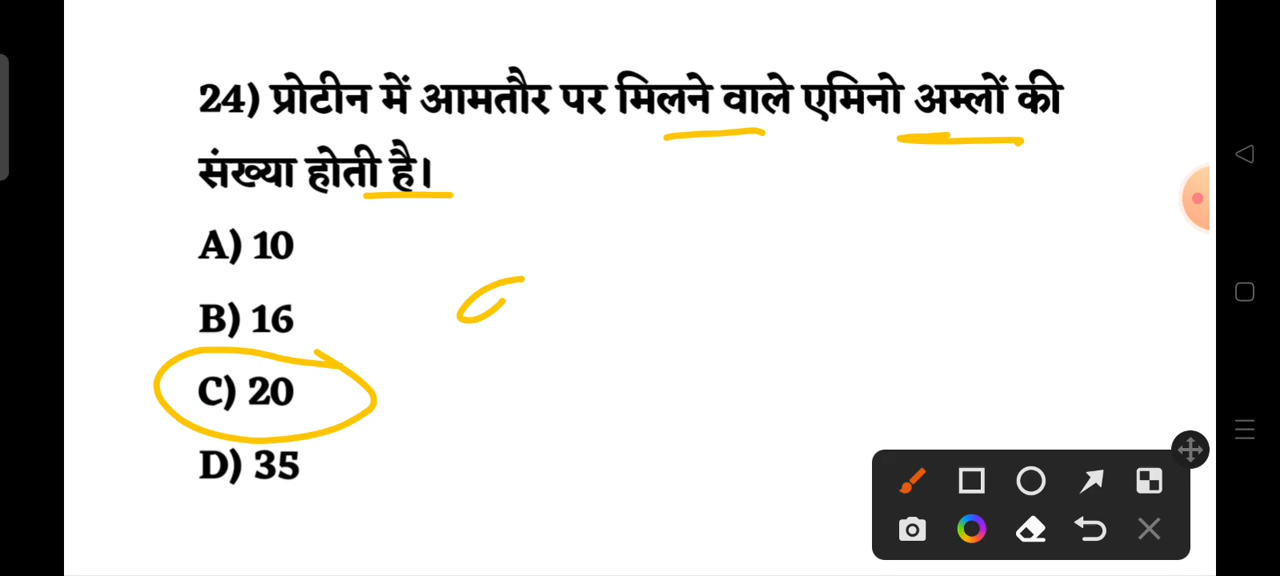 24) प्रोटीन में आमतौर पर मिलने वाले एमिनो अम्लों की
संख्या होती है।
A) 10
B) 16
C) 20
D) 35